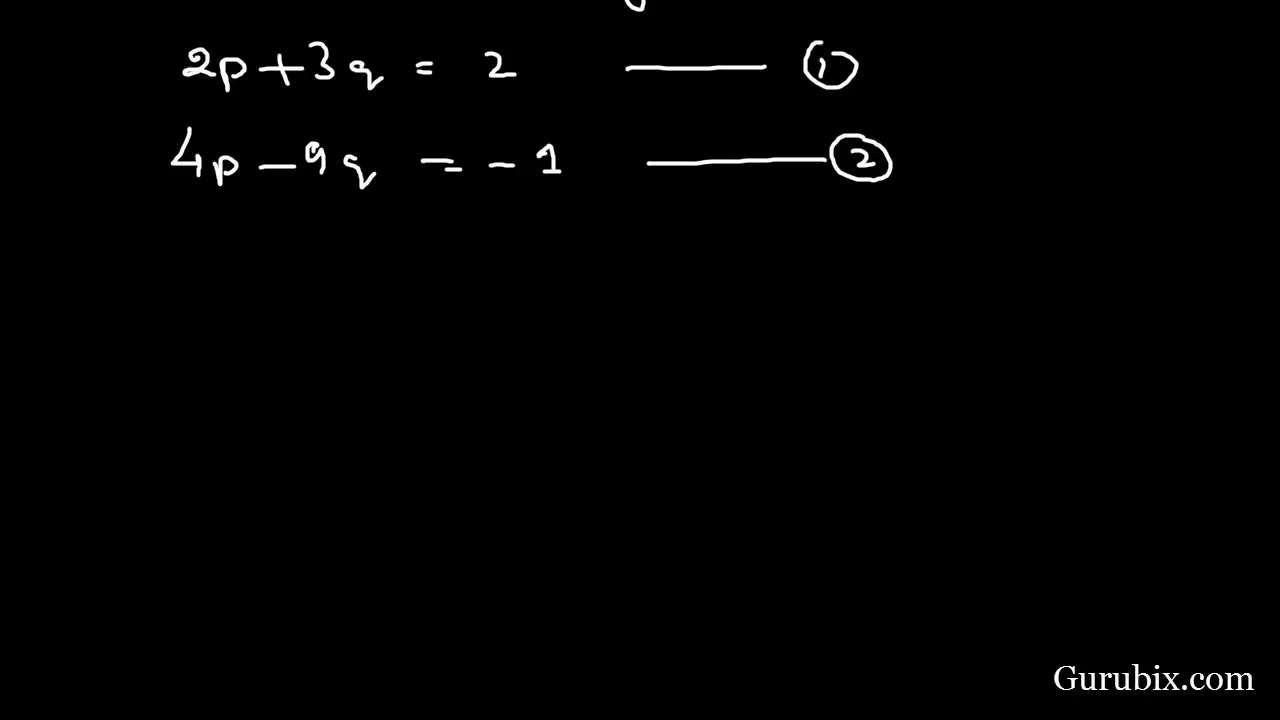 2p + 3q = 2 ——— ①
4p - 9q = - 1 ——— ②
Gurubix.com